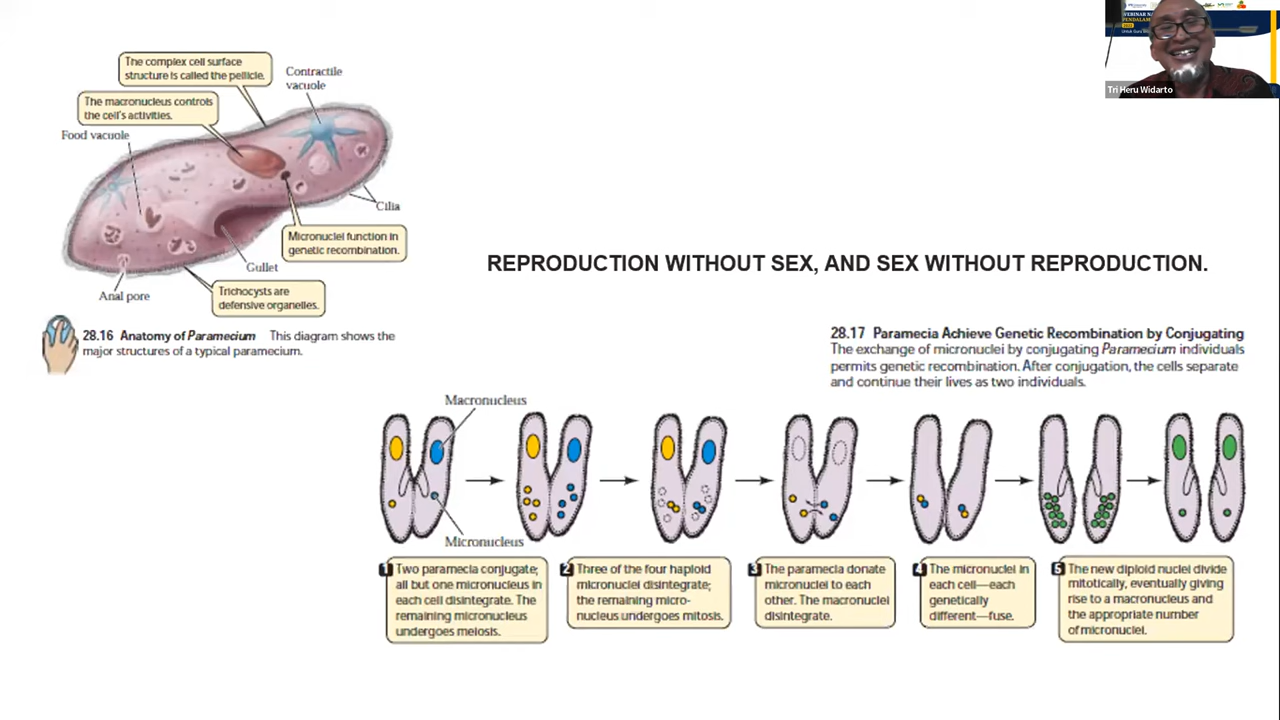 WEBINAR
PENDALAM
Tri Heru Widarto
The complex cell surface
structure is called the pellicle.
Contractile
vacuole
The macronucleus controls
the cell's activities.
Food vacuole
Cilia
Micronuclei function in
genetic recombination.
Gullet
Anal pore
Trichocysts are
defensive organelles.
28.16 Anatomy of Paramecium This diagram shows the
major structures of a typical paramecium.
REPRODUCTION WITHOUT SEX, AND SEX WITHOUT REPRODUCTION.
28.17 Paramecia Achieve Genetic Recombination by Conjugating
The exchange of micronuclei by conjugating Paramecium individuals
permits genetic recombination. After conjugation, the cells separate
and continue their lives as two individuals.
Macronucleus
Micronucleus
1 Two paramecia conjugate;
all but one micronucleus in
each cell disintegrate. The
remaining micronucleus
undergoes meiosis.
2 Three of the four haploid
micronuclei disintegrate;
the remaining micro-
nucleus undergoes mitosis.
3 The paramecia donate
micronuclei to each
other. The macronuclei
disintegrate.
4 The micronuclei in
each cell—each
genetically
different—fuse.
5 The new diploid nuclei divide
mitotically, eventually giving
rise to a macronucleus and
the appropriate number
of micronuclei.